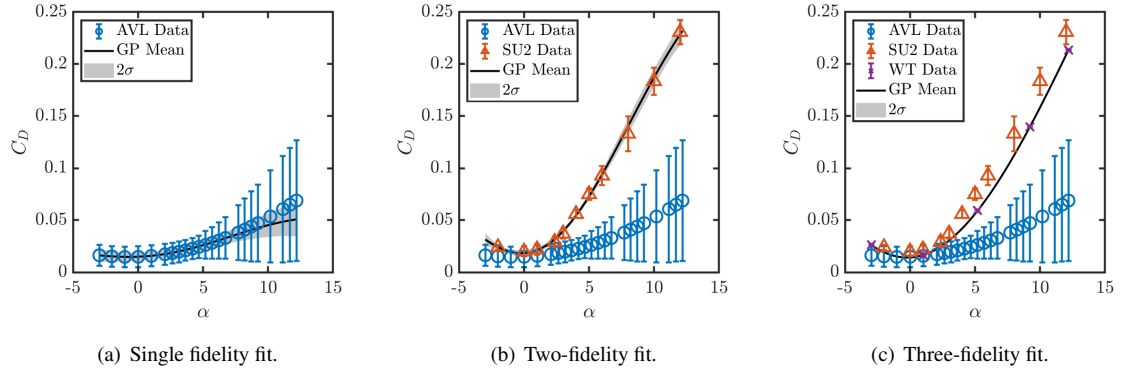 0.25
0.2
0.15
0.1
0.05
0
-5
0
5
10
15
C_D
α
AVL Data
GP Mean
2σ
(a) Single fidelity fit.
0.25
0.2
0.15
0.1
0.05
0
-5
0
5
10
15
C_D
α
AVL Data
SU2 Data
GP Mean
2σ
(b) Two-fidelity fit.
0.25
0.2
0.15
0.1
0.05
0
-5
0
5
10
15
C_D
α
AVL Data
SU2 Data
WT Data
GP Mean
2σ
(c) Three-fidelity fit.